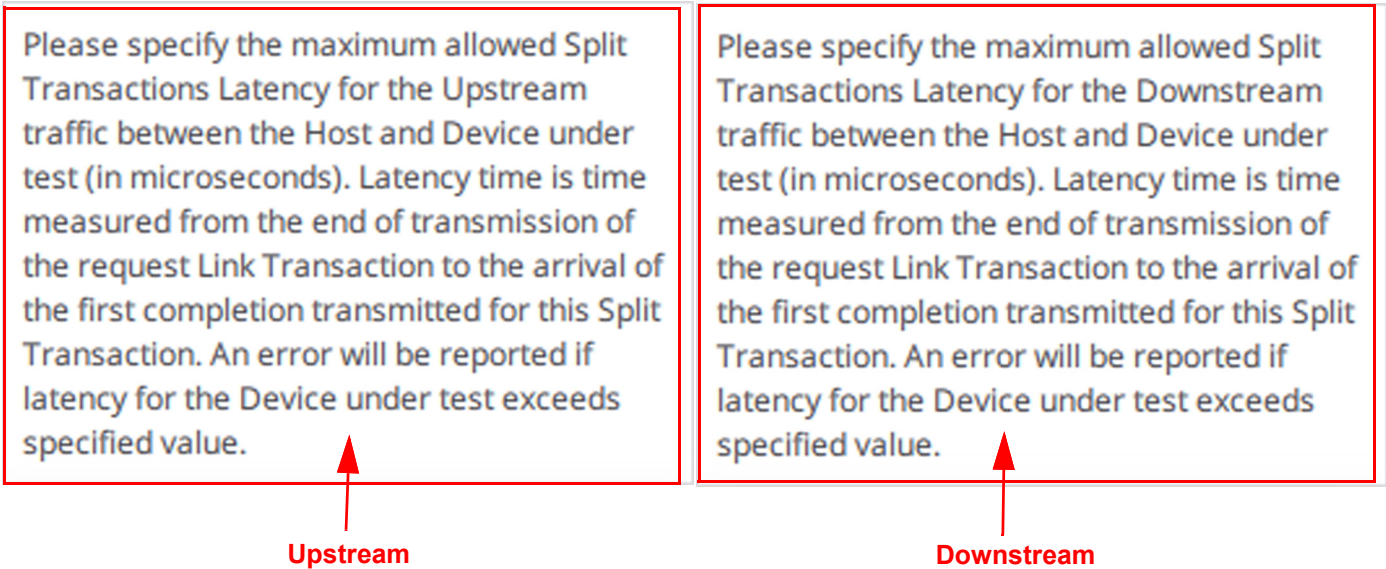 Please specify the maximum allowed Split
Transactions Latency for the Upstream
traffic between the Host and Device under
test (in microseconds). Latency time is time
measured from the end of transmission of
the request Link Transaction to the arrival of
the first completion transmitted for this Split
Transaction. An error will be reported if
latency for the Device under test exceeds
specified value.
Upstream
Please specify the maximum allowed Split
Transactions Latency for the Downstream
traffic between the Host and Device under
test (in microseconds). Latency time is time
measured from the end of transmission of
the request Link Transaction to the arrival of
the first completion transmitted for this Split
Transaction. An error will be reported if
latency for the Device under test exceeds
specified value.
Downstream